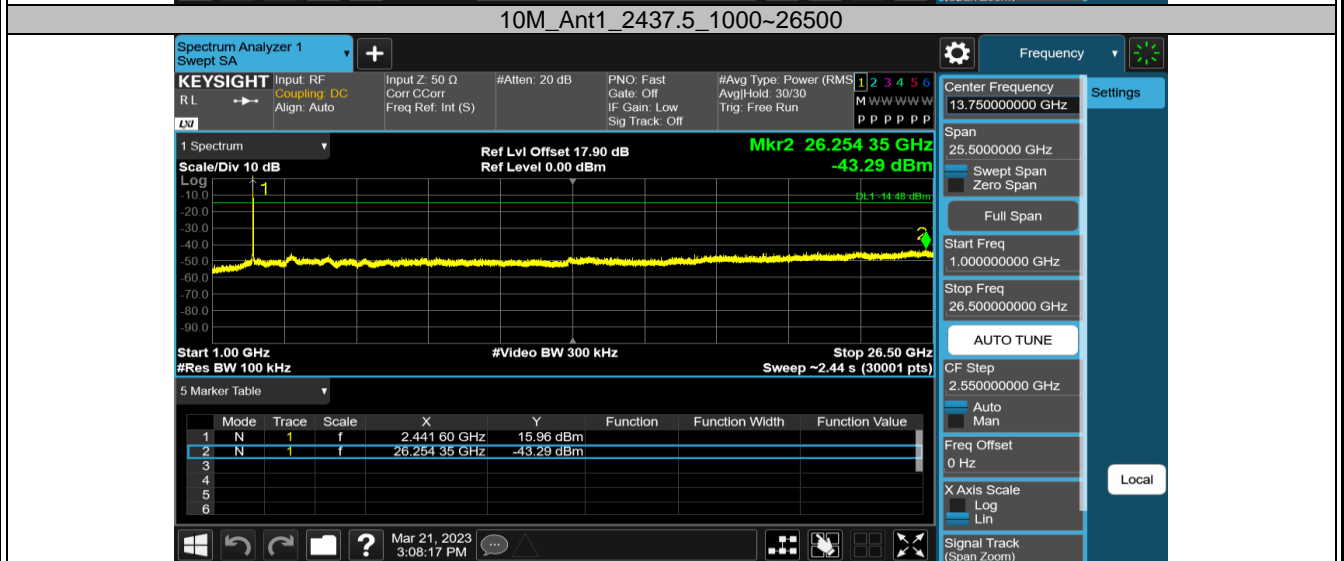 10M_Ant1_2437.5_1000~26500
Spectrum Analyzer 1
Swept SA
Frequency
KEYSIGHT
R L
LXI
Input: RF
Coupling: DC
Align: Auto
Input Z: 50 Ω
Corr CCorr
Freq Ref: Int (S)
#Atten: 20 dB
PNO: Fast
Gate: Off
IF Gain: Low
Sig Track: Off
#Avg Type: Power (RMS
Avg|Hold: 30/30
Trig: Free Run
1 2 3 4 5 6
M W W W W W
P P P P P P
1 Spectrum
Scale/Div 10 dB
Ref Lvl Offset 17.90 dB
Ref Level 0.00 dBm
Mkr2 26.254 35 GHz
-43.29 dBm
Log
1
DL1 -14.48 dBm
2
-10.0
-20.0
-30.0
-40.0
-50.0
-60.0
-70.0
-80.0
-90.0
Start 1.00 GHz
#Video BW 300 kHz
Stop 26.50 GHz
#Res BW 100 kHz
Sweep ~2.44 s (30001 pts)
5 Marker Table
Mode Trace Scale X Y Function Function Width Function Value
1 N 1 f 2.441 60 GHz 15.96 dBm
2 N 1 f 26.254 35 GHz -43.29 dBm
3
4
5
6
Mar 21, 2023
3:08:17 PM
Center Frequency
13.750000000 GHz
Span
25.5000000 GHz
Swept Span
Zero Span
Full Span
Start Freq
1.000000000 GHz
Stop Freq
26.500000000 GHz
AUTO TUNE
CF Step
2.550000000 GHz
Auto
Man
Freq Offset
0 Hz
X Axis Scale
Log
Lin
Signal Track
(Span Zoom)
Settings
Local